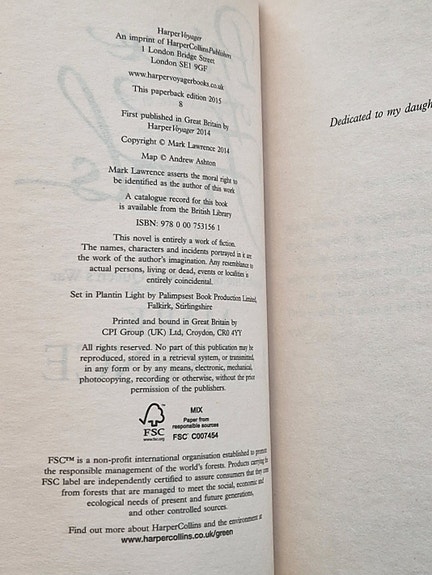 HarperVoyager
An imprint of HarperCollinsPublishers
1 London Bridge Street
London SE1 9GF
www.harpervoyagerbooks.co.uk
This paperback edition 2015
8
First published in Great Britain by
HarperVoyager 2014
Copyright © Mark Lawrence 2014
Map © Andrew Ashton
Mark Lawrence asserts the moral right to
be identified as the author of this work
A catalogue record for this book
is available from the British Library
ISBN: 978 0 00 753156 1
This novel is entirely a work of fiction.
The names, characters and incidents portrayed in it are
the work of the author's imagination. Any resemblance to
actual persons, living or dead, events or localities is
entirely coincidental.
Set in Plantin Light by Palimpsest Book Production Limited,
Falkirk, Stirlingshire
Printed and bound in Great Britain by
CPI Group (UK) Ltd, Croydon, CR0 4YY
All rights reserved. No part of this publication may be
reproduced, stored in a retrieval system, or transmitted,
in any form or by any means, electronic, mechanical,
photocopying, recording or otherwise, without the prior
permission of the publishers.
FSC
www.fsc.org
MIX
Paper from
responsible sources
FSC® C007454
FSC™ is a non-profit international organisation established to promote
the responsible management of the world's forests. Products carrying the
FSC label are independently certified to assure consumers that they come
from forests that are managed to meet the social, economic and
ecological needs of present and future generations,
and other controlled sources.
Find out more about HarperCollins and the environment at
www.harpercollins.co.uk/green
Dedicated to my daugh